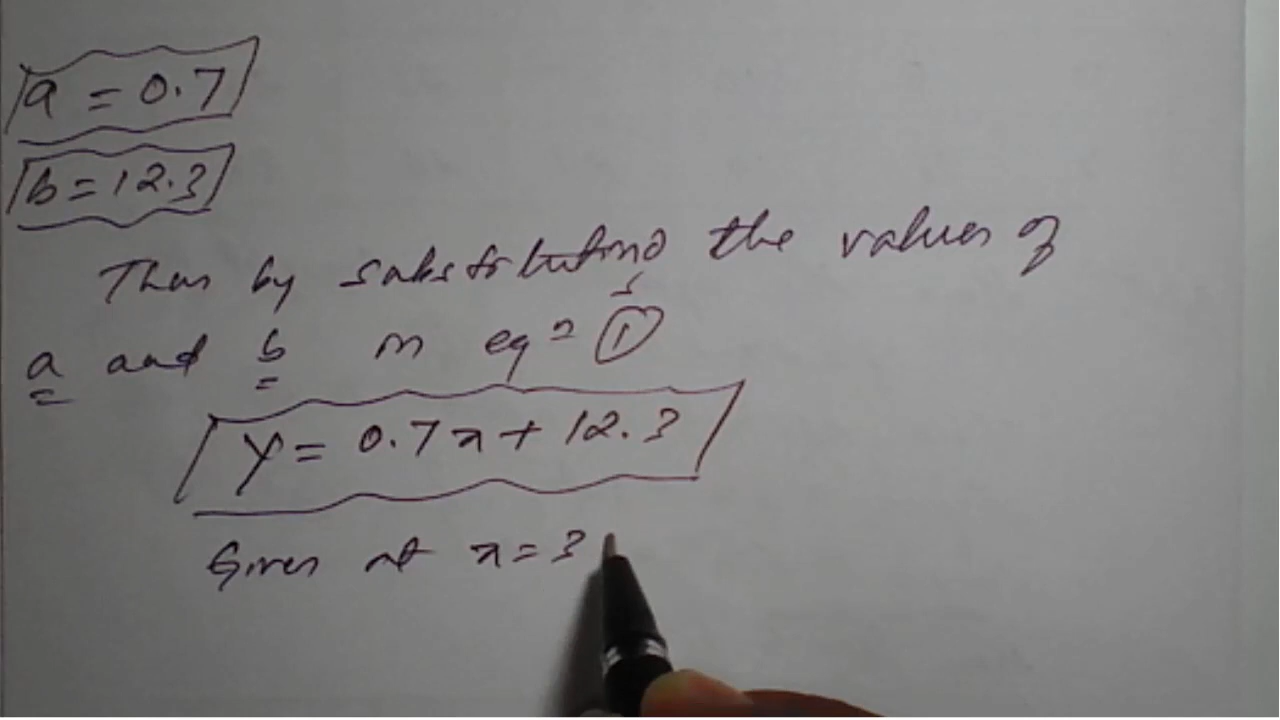 a = 0.7
b = 12.3
Thus by substituting the values of
a and b in eqn ①
y = 0.7x + 12.3
Given at x = 3